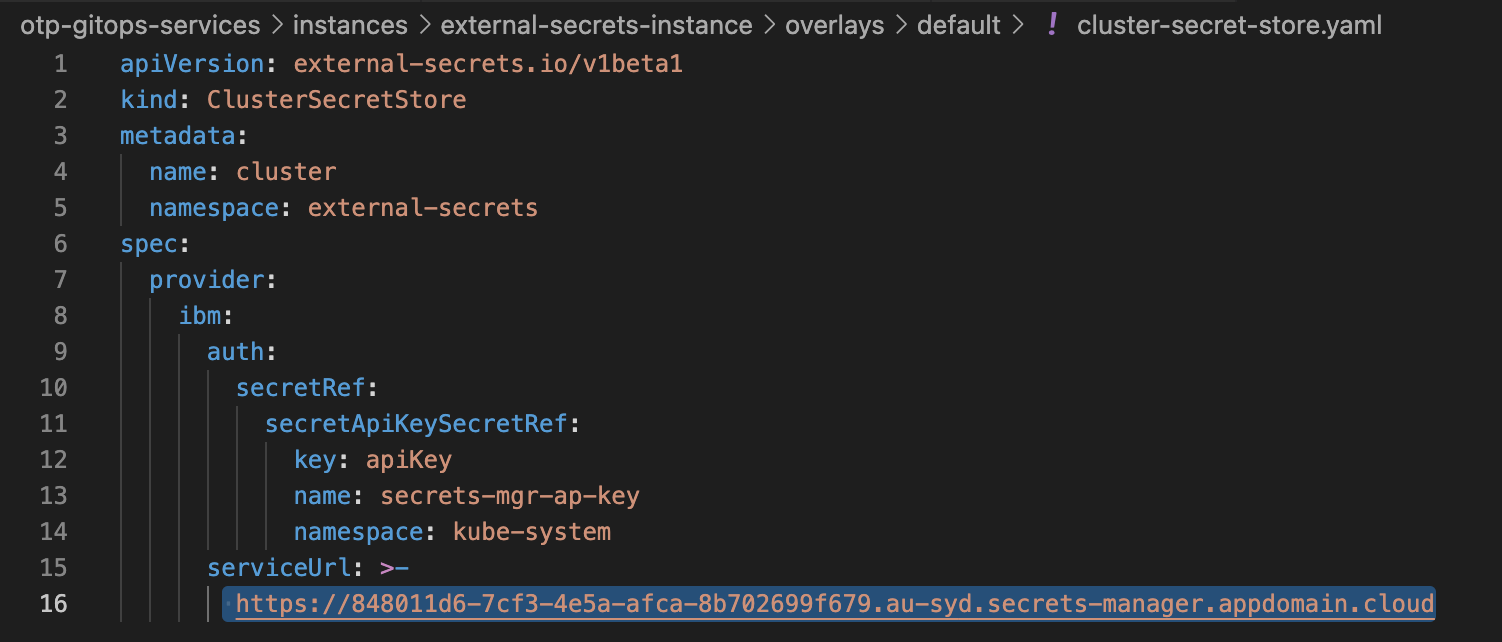 otp-gitops-services > instances > external-secrets-instance > overlays > default > ! cluster-secret-store.yaml
1 apiVersion: external-secrets.io/v1beta1
2 kind: ClusterSecretStore
3 metadata:
4   name: cluster
5   namespace: external-secrets
6 spec:
7   provider:
8     ibm:
9       auth:
10         secretRef:
11           secretApiKeySecretRef:
12             key: apiKey
13             name: secrets-mgr-ap-key
14             namespace: kube-system
15       serviceUrl: >-
16         https://848011d6-7cf3-4e5a-afca-8b702699f679.au-syd.secrets-manager.appdomain.cloud